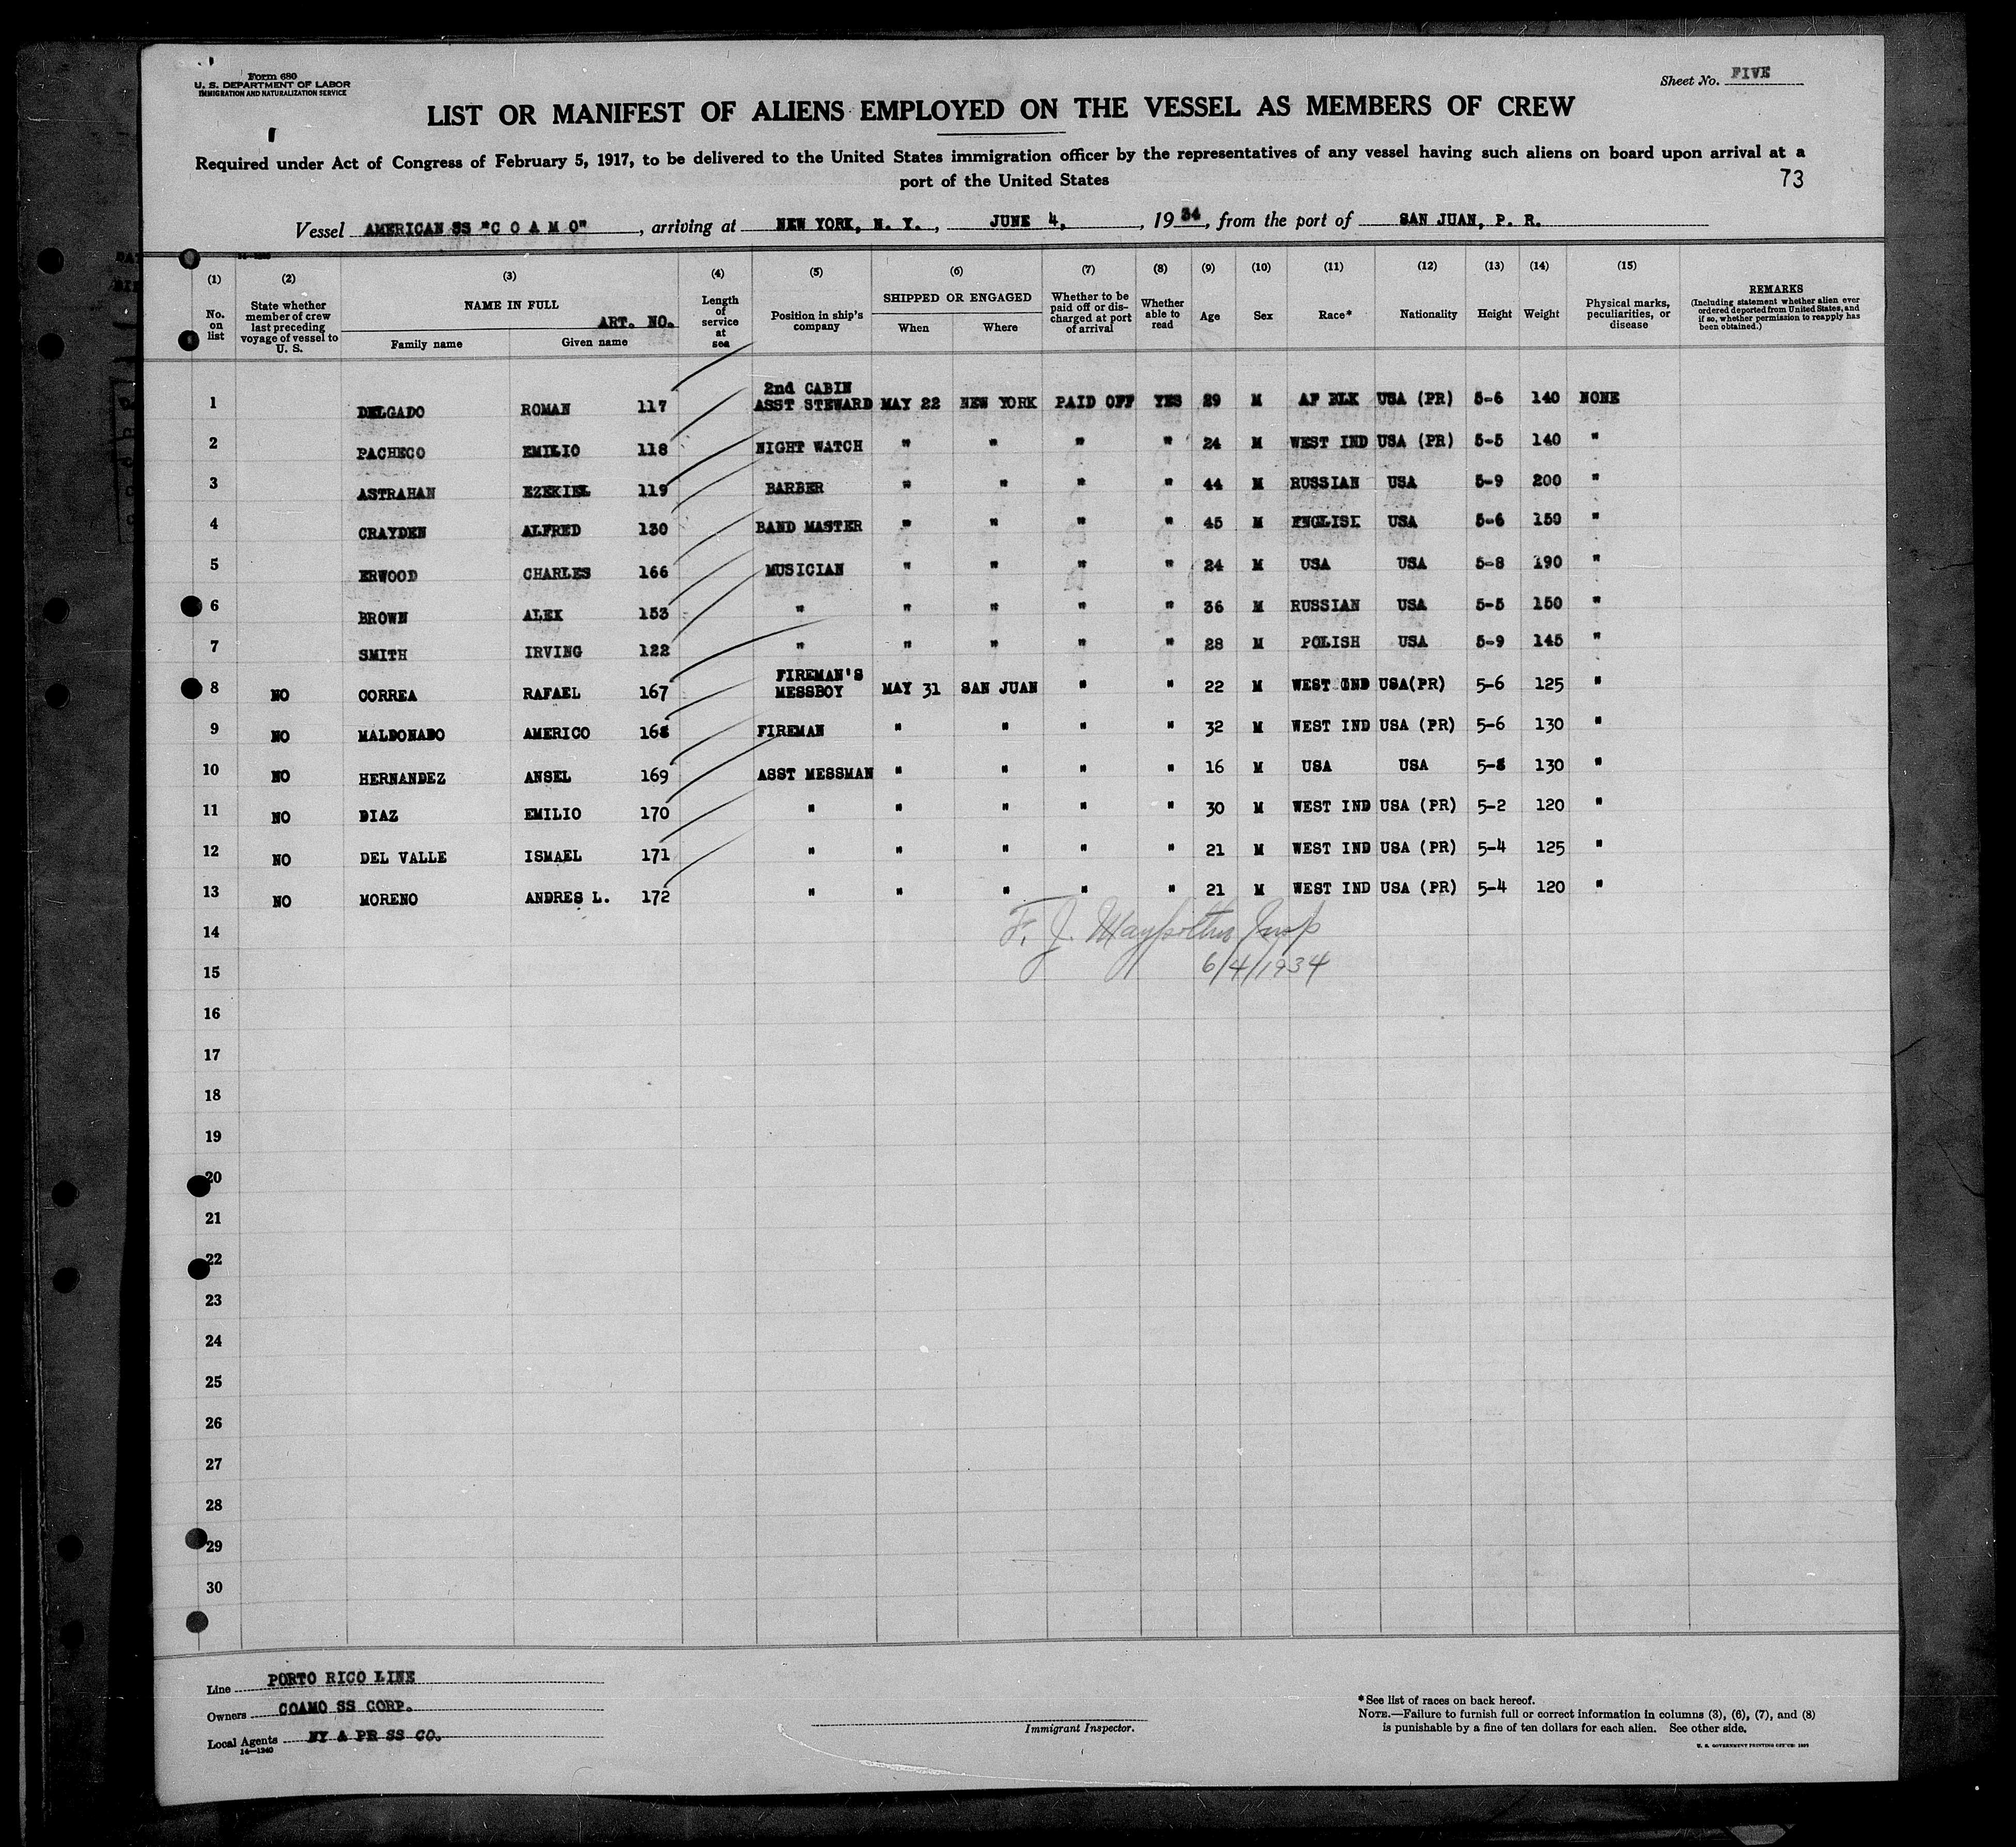 Form 680
U. S. DEPARTMENT OF LABOR
IMMIGRATION AND NATURALIZATION SERVICE
Sheet No. FIVE
LIST OR MANIFEST OF ALIENS EMPLOYED ON THE VESSEL AS MEMBERS OF CREW
Required under Act of Congress of February 5, 1917, to be delivered to the United States immigration officer by the representatives of any vessel having such aliens on board upon arrival at a
port of the United States
73
Vessel AMERICAN SS "C O A M O", arriving at NEW YORK, N. Y., JUNE 4, , 1934, from the port of SAN JUAN, P. R.
(1) (2) (3) (4) (5) (6) (7) (8) (9) (10) (11) (12) (13) (14) (15)
No. on list
State whether member of crew last preceding voyage of vessel to U. S.
NAME IN FULL
ART. NO.
Family name
Given name
Length of service at sea
Position in ship's company
SHIPPED OR ENGAGED
When
Where
Whether to be paid off or discharged at port of arrival
Whether able to read
Age
Sex
Race*
Nationality
Height
Weight
Physical marks, peculiarities, or disease
REMARKS
(Including statement whether alien ever ordered deported from United States, and if so, whether permission to reapply has been obtained.)
1 DELGADO ROMAN 117 2nd CABIN ASST STEWARD MAY 22 NEW YORK PAID OFF YES 29 M AF BLK USA (PR) 5-6 140 NONE
2 PACHECO EMILIO 118 NIGHT WATCH " " " " 24 M WEST IND USA (PR) 5-5 140 "
3 ASTRAHAN EZEKIEL 119 BARBER " " " " 44 M RUSSIAN USA 5-9 200 "
4 CRAYDEN ALFRED 130 BAND MASTER " " " " 45 M ENGLISH USA 5-6 150 "
5 ERWOOD CHARLES 166 MUSICIAN " " " " 24 M USA USA 5-8 190 "
6 BROWN ALEX 153 " " " " " 36 M RUSSIAN USA 5-5 150 "
7 SMITH IRVING 122 " " " " " 28 M POLISH USA 5-9 145 "
8 NO CORREA RAFAEL 167 FIREMAN'S MESSBOY MAY 31 SAN JUAN " " 22 M WEST IND USA(PR) 5-6 125 "
9 NO MALDONADO AMERICO 168 FIREMAN " " " " 32 M WEST IND USA (PR) 5-6 130 "
10 NO HERNANDEZ ANSEL 169 ASST MESSMAN " " " " 16 M USA USA 5-8 130 "
11 NO DIAZ EMILIO 170 " " " " " 30 M WEST IND USA (PR) 5-2 120 "
12 NO DEL VALLE ISMAEL 171 " " " " " 21 M WEST IND USA (PR) 5-4 125 "
13 NO MORENO ANDRES L. 172 " " " " " 21 M WEST IND USA (PR) 5-4 120 "
14 F. J. Insp
15 6/4/1934
16
17
18
19
20
21
22
23
24
25
26
27
28
29
30
Line PORTO RICO LINE
Owners COAMO SS CORP.
Local Agents NY & PR SS CO.
14—1240
Immigrant Inspector.
*See list of races on back hereof.
NOTE.—Failure to furnish full or correct information in columns (3), (6), (7), and (8)
is punishable by a fine of ten dollars for each alien. See other side.
U. S. GOVERNMENT PRINTING OFFICE: